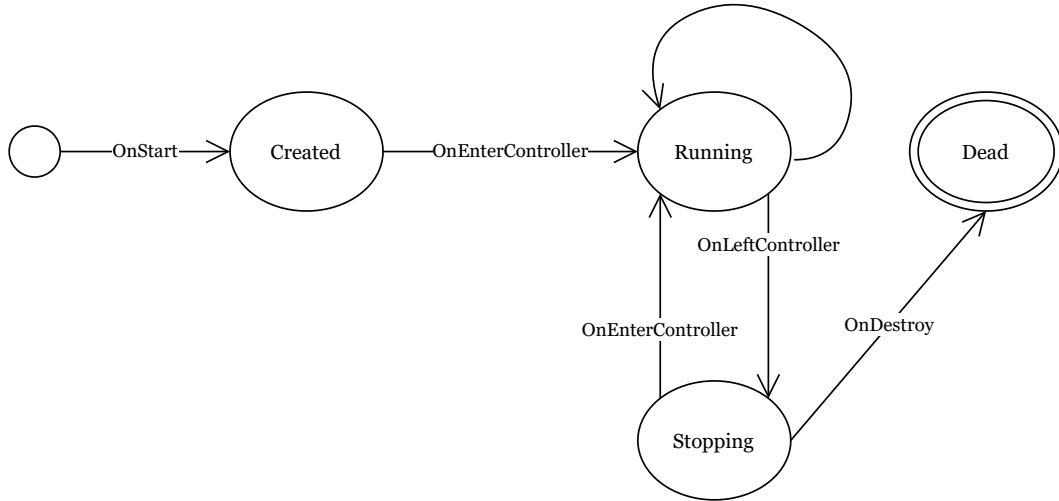 OnStart
Created
OnEnterController
Running
Dead
OnLeftController
OnEnterController
OnDestroy
Stopping